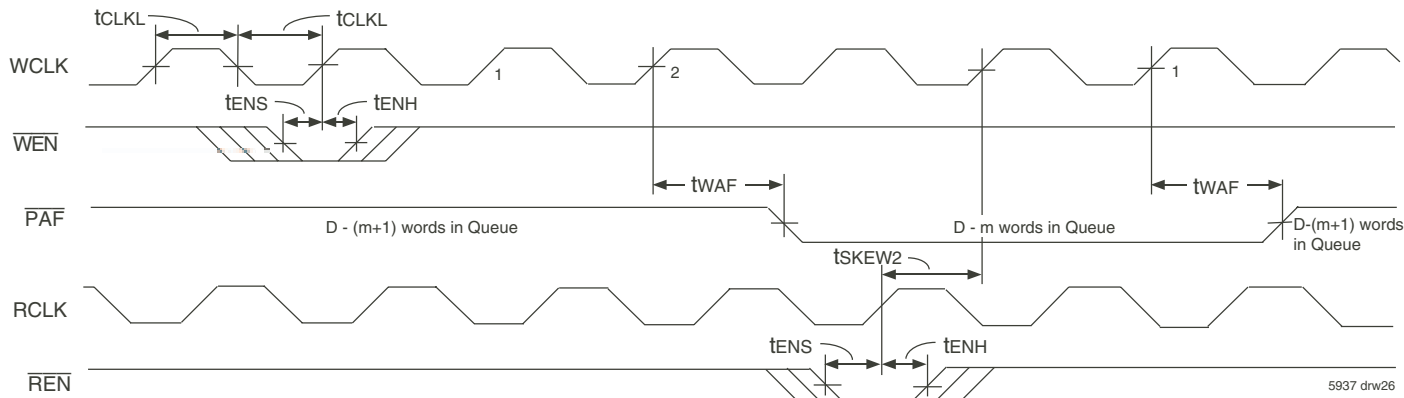 tCLKL tCLKL
WCLK 1 2 1
tENS tENH
WEN
tWAF tWAF
PAF D - (m+1) words in Queue D - m words in Queue D-(m+1) words
in Queue
tSKEW2
RCLK
tENS tENH
REN
5937 drw26